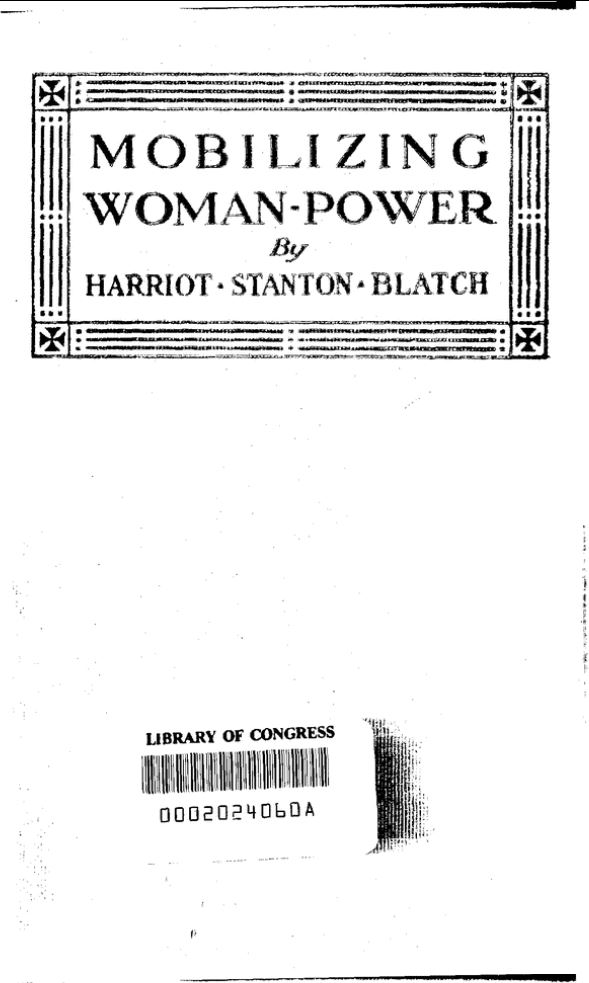 MOBILIZING
WOMAN-POWER
By
HARRIOT · STANTON · BLATCH
LIBRARY OF CONGRESS
0002024060A